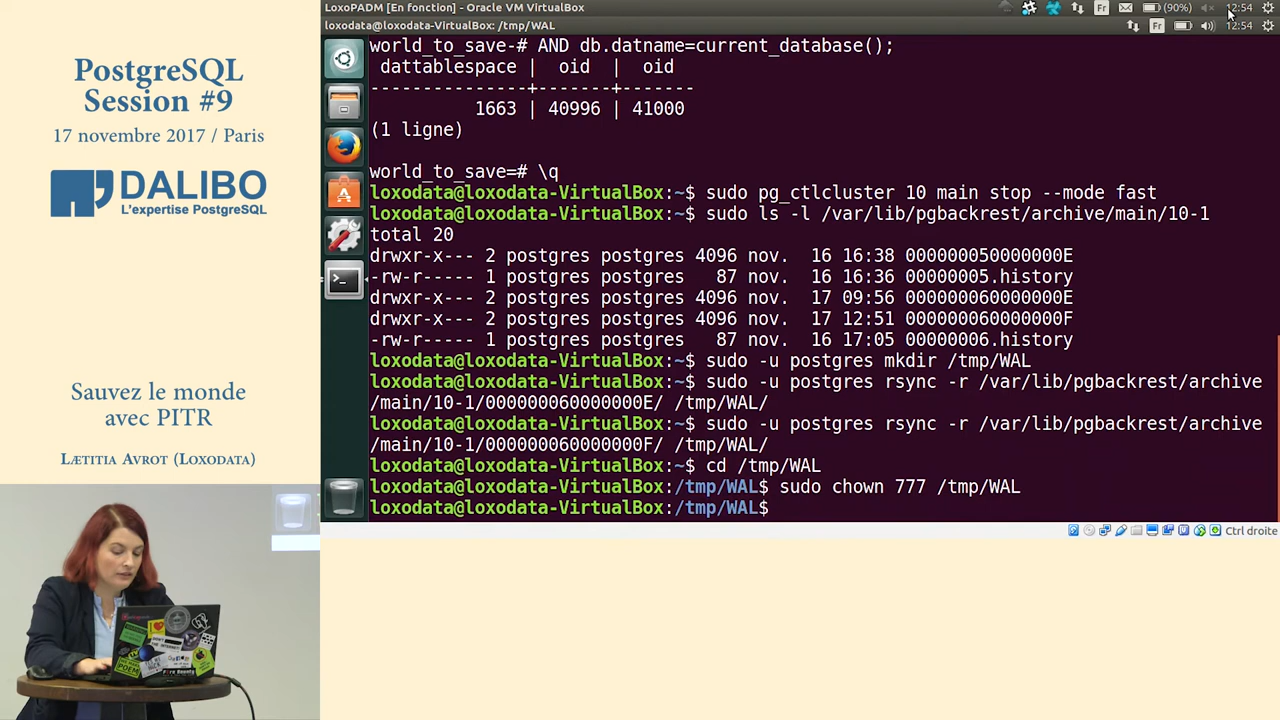 PostgreSQL
Session #9
17 novembre 2017 / Paris
DALIBO
L'expertise PostgreSQL
Sauvez le monde
avec PITR
Lætitia Avrot (Loxodata)
LoxoPADM [En fonction] - Oracle VM VirtualBox
Fr (90%) 12:54
loxodata@loxodata-VirtualBox: /tmp/WAL
Fr 12:54
world_to_save-# AND db.datname=current_database();
 dattablespace |  oid  |  oid
---------------+-------+-------
          1663 | 40996 | 41000
(1 ligne)
world_to_save=# \q
loxodata@loxodata-VirtualBox:~$ sudo pg_ctlcluster 10 main stop --mode fast
loxodata@loxodata-VirtualBox:~$ sudo ls -l /var/lib/pgbackrest/archive/main/10-1
total 20
drwxr-x--- 2 postgres postgres 4096 nov.  16 16:38 000000050000000E
-rw-r----- 1 postgres postgres   87 nov.  16 16:36 00000005.history
drwxr-x--- 2 postgres postgres 4096 nov.  17 09:56 000000060000000E
drwxr-x--- 2 postgres postgres 4096 nov.  17 12:51 000000060000000F
-rw-r----- 1 postgres postgres   87 nov.  16 17:05 00000006.history
loxodata@loxodata-VirtualBox:~$ sudo -u postgres mkdir /tmp/WAL
loxodata@loxodata-VirtualBox:~$ sudo -u postgres rsync -r /var/lib/pgbackrest/archive
/main/10-1/000000060000000E/ /tmp/WAL/
loxodata@loxodata-VirtualBox:~$ sudo -u postgres rsync -r /var/lib/pgbackrest/archive
/main/10-1/000000060000000F/ /tmp/WAL/
loxodata@loxodata-VirtualBox:~$ cd /tmp/WAL
loxodata@loxodata-VirtualBox:/tmp/WAL$ sudo chown 777 /tmp/WAL
loxodata@loxodata-VirtualBox:/tmp/WAL$
Ctrl droite